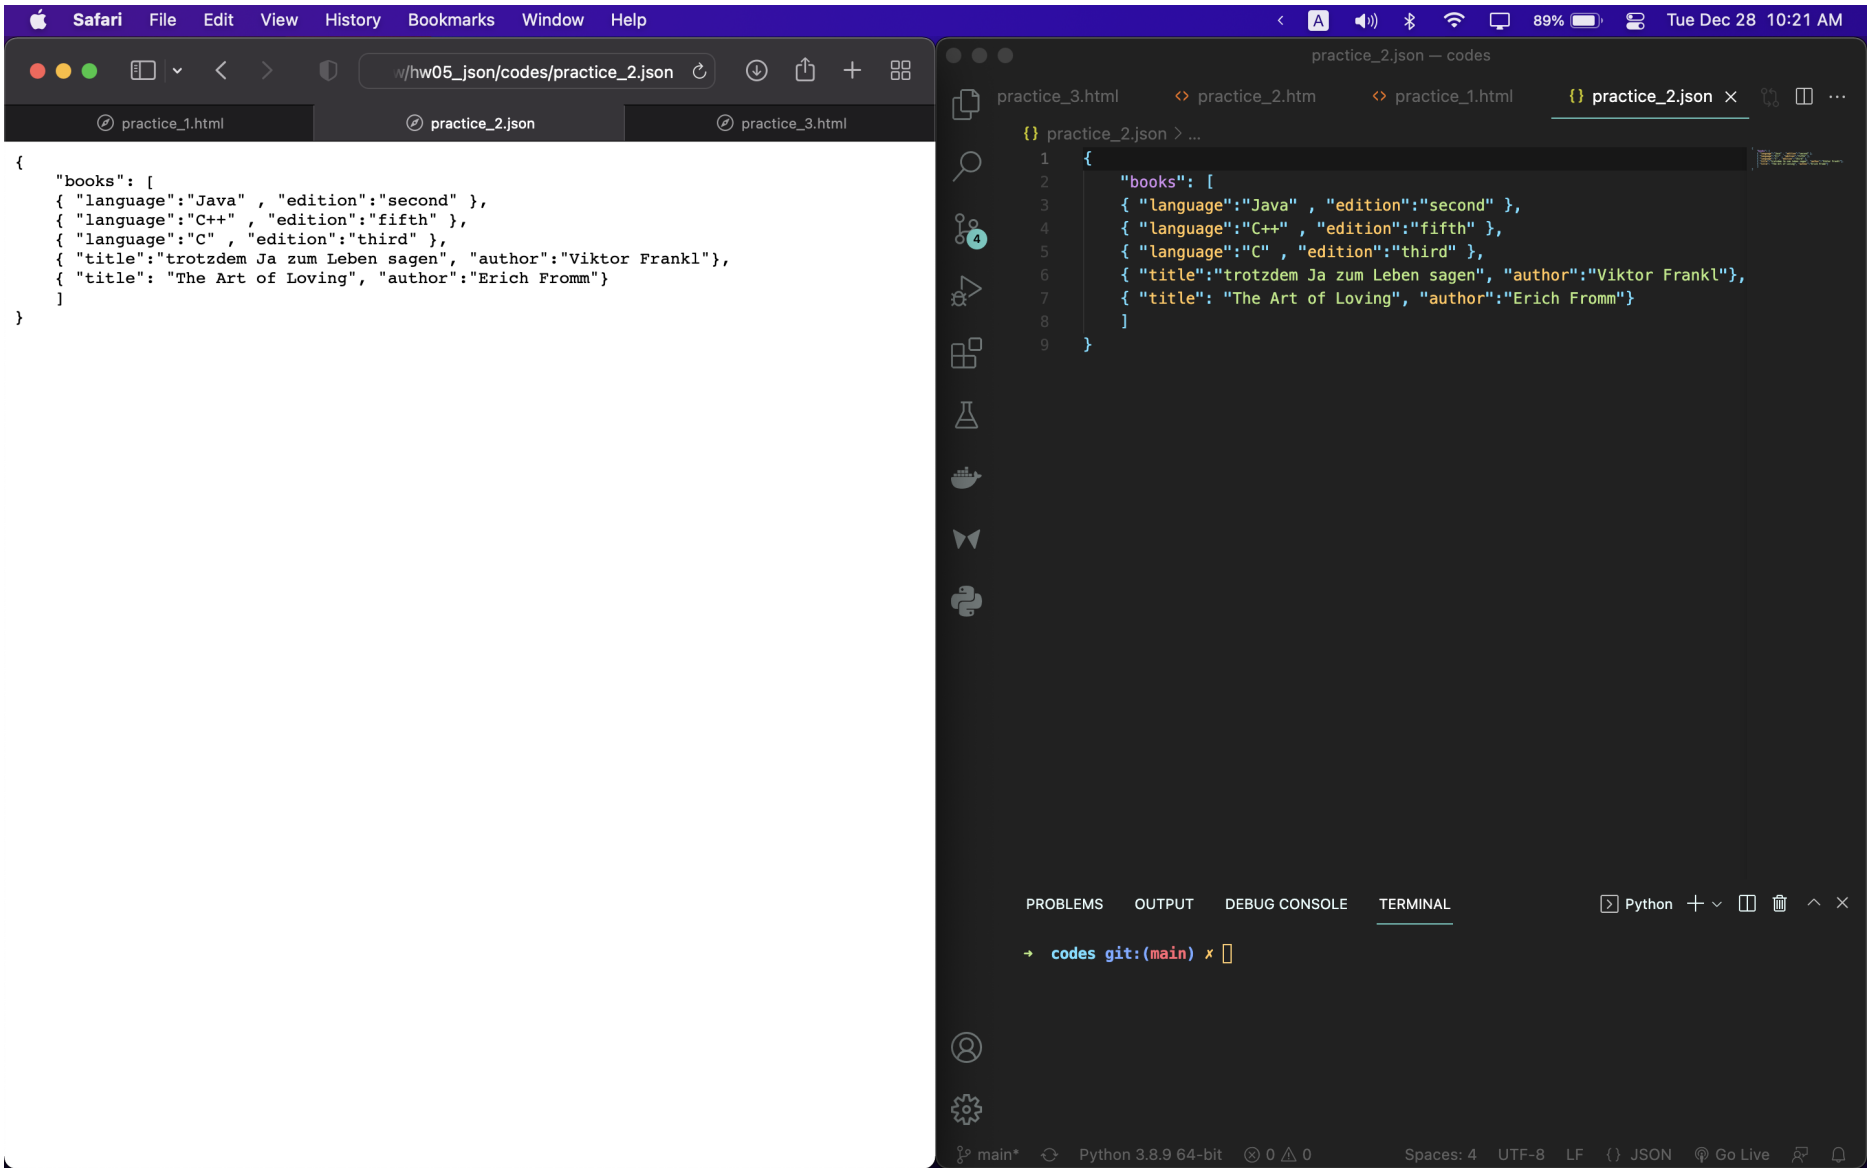 Safari File Edit View History Bookmarks Window Help A 89% Tue Dec 28 10:21 AM
w/hw05_json/codes/practice_2.json
practice_1.html practice_2.json practice_3.html
{
    "books": [
    { "language":"Java" , "edition":"second" },
    { "language":"C++" , "edition":"fifth" },
    { "language":"C" , "edition":"third" },
    { "title":"trotzdem Ja zum Leben sagen", "author":"Viktor Frankl"},
    { "title": "The Art of Loving", "author":"Erich Fromm"}
    ]
}
practice_2.json — codes
practice_3.html <> practice_2.htm <> practice_1.html {} practice_2.json ...
{} practice_2.json > ...
1 {
2     "books": [
3     { "language":"Java" , "edition":"second" },
4     { "language":"C++" , "edition":"fifth" },
5     { "language":"C" , "edition":"third" },
6     { "title":"trotzdem Ja zum Leben sagen", "author":"Viktor Frankl"},
7     { "title": "The Art of Loving", "author":"Erich Fromm"}
8     ]
9 }
4
PROBLEMS OUTPUT DEBUG CONSOLE TERMINAL Python
→ codes git:(main) ✗
main* Python 3.8.9 64-bit 0 0 Spaces: 4 UTF-8 LF {} JSON Go Live